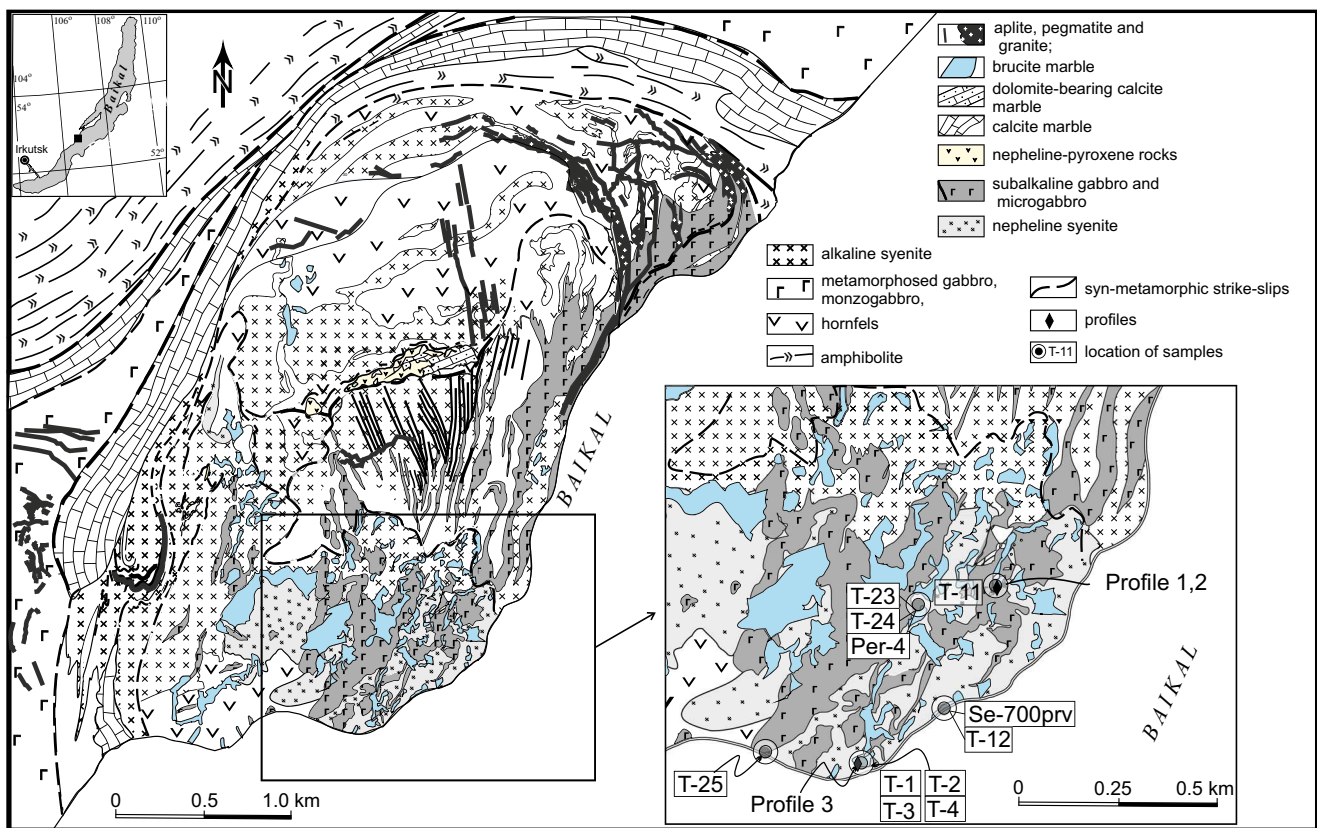 106°
108°
110°
104°
54°
52°
Baikal
Irkutsk
N
aplite, pegmatite and
granite;
brucite marble
dolomite-bearing calcite
marble
calcite marble
nepheline-pyroxene rocks
subalkaline gabbro and
microgabbro
nepheline syenite
alkaline syenite
metamorphosed gabbro,
monzogabbro,
hornfels
amphibolite
syn-metamorphic strike-slips
profiles
T-11 location of samples
BAIKAL
0 0.5 1.0 km
T-23
T-24
Per-4
T-11
Profile 1,2
Se-700prv
T-12
T-25
Profile 3
T-1 T-2
T-3 T-4
BAIKAL
0 0.25 0.5 km